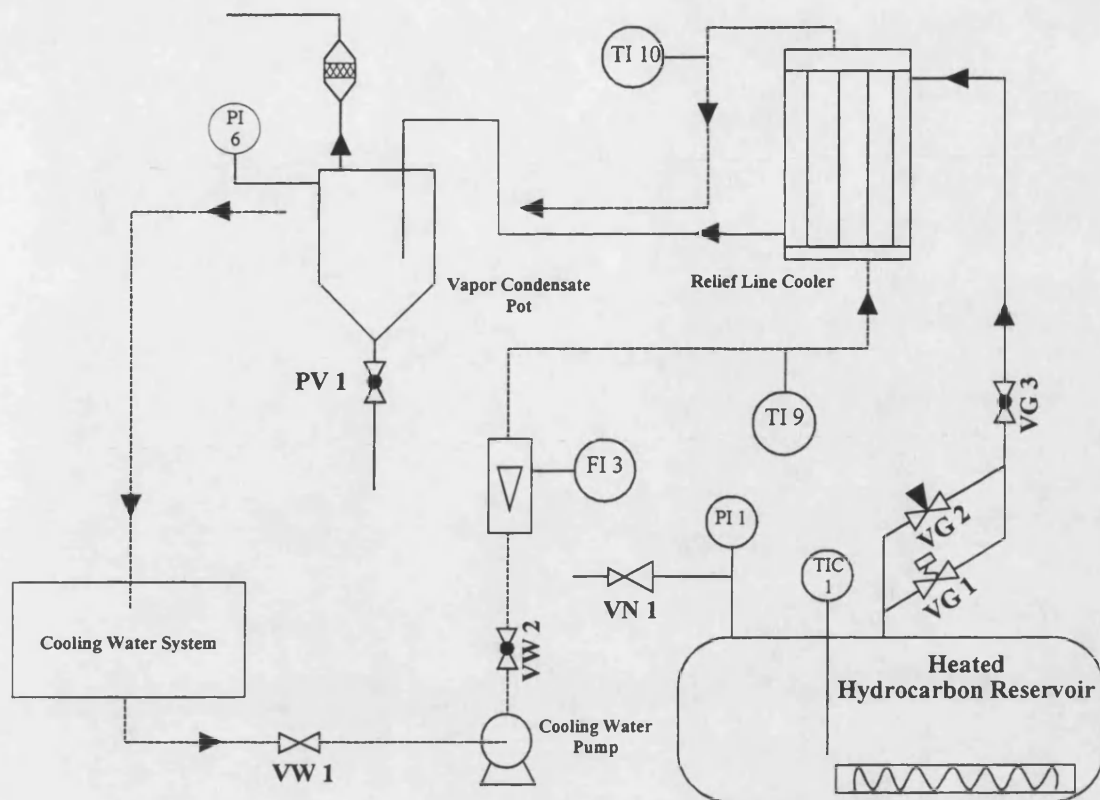 TI 10
PI
6
Vapor Condensate
Pot
Relief Line Cooler
PV 1
VG 3
TI 9
FI 3
PI 1
VG 2
TIC
1
VG 1
VN 1
Cooling Water System
VW 2
Heated
Hydrocarbon Reservoir
Cooling Water
Pump
VW 1